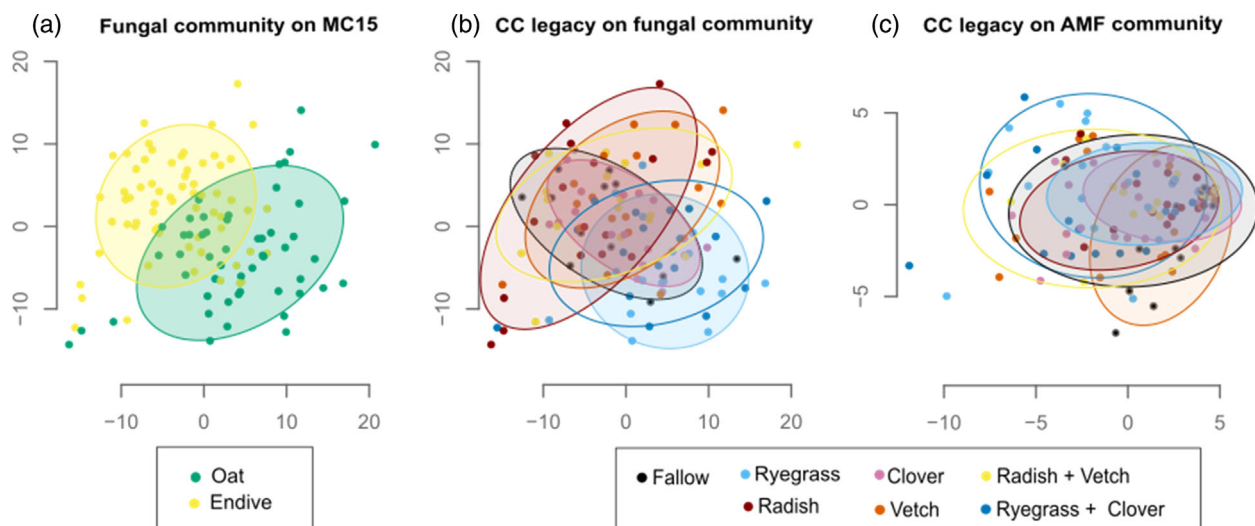 (a) Fungal community on MC15
(b) CC legacy on fungal community
(c) CC legacy on AMF community
20
10
0
−10
−10 0 10 20
20
10
0
−10
−10 0 10 20
5
0
−5
−10 −5 0 5
Oat
Endive
Fallow Ryegrass Clover Radish + Vetch
Radish Vetch Ryegrass + Clover